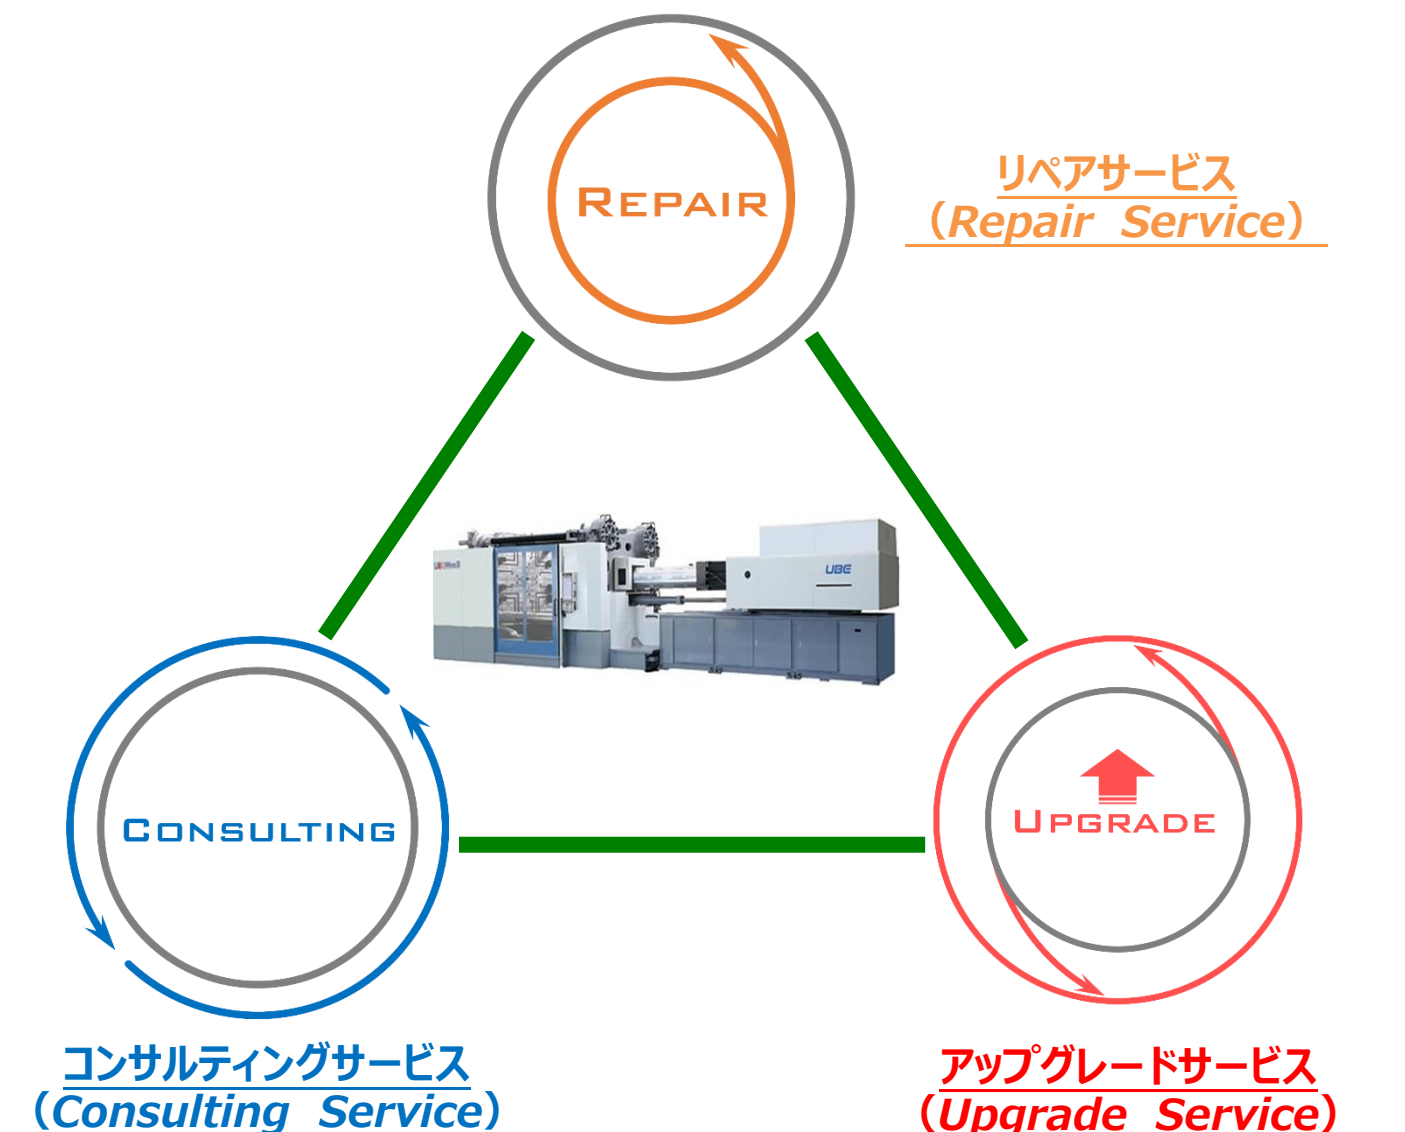 REPAIR
リペアサービス
（Repair Service）
UBE
CONSULTING
UPGRADE
コンサルティングサービス
（Consulting Service）
アップグレードサービス
（Upgrade Service）